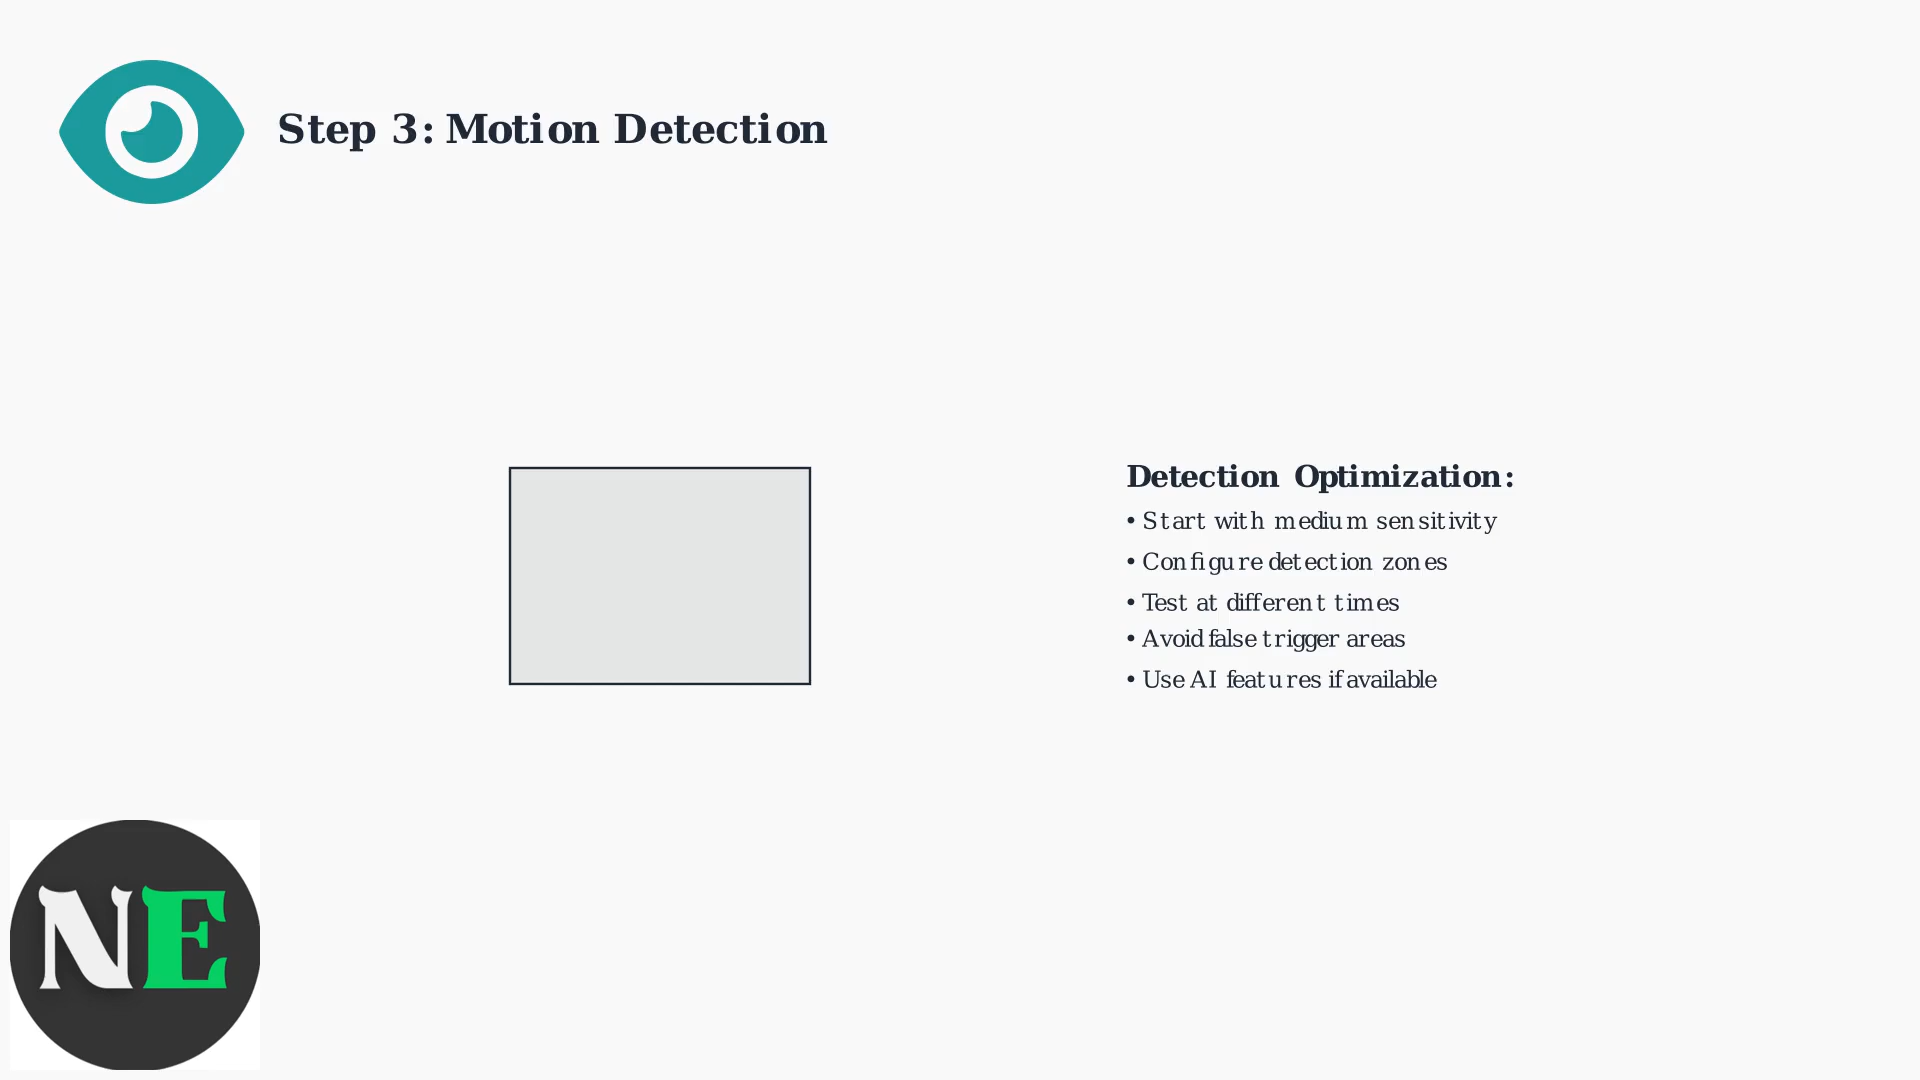 Step 3: Motion Detection
Detection Optimization:
• Start with medium sensitivity
• Configure detection zones
• Test at different times
• Avoid false trigger areas
• Use AI features if available
NE